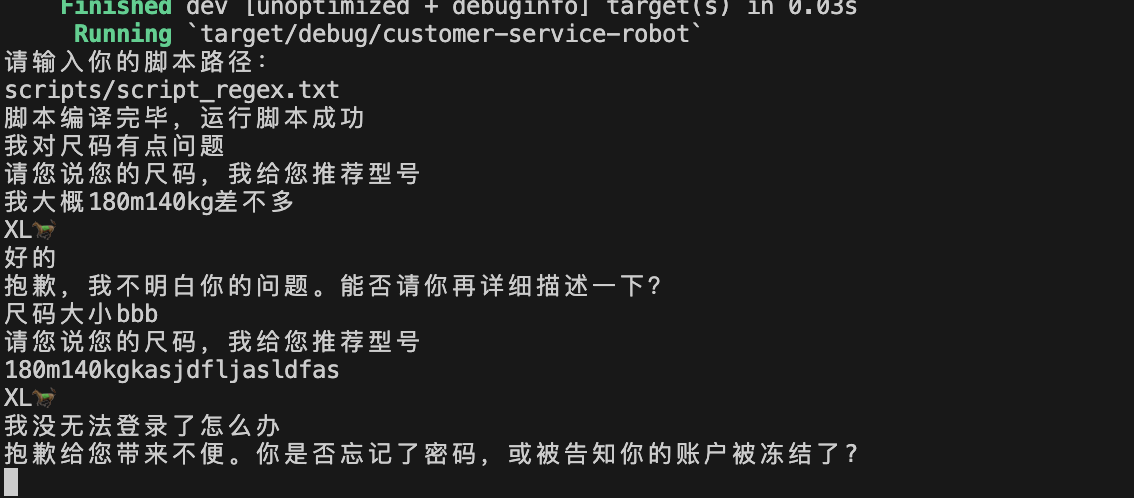 Finished dev [unoptimized + debuginfo] target(s) in 0.03s
Running `target/debug/customer-service-robot`
请输入你的脚本路径：
scripts/script_regex.txt
脚本编译完毕，运行脚本成功
我对尺码有点问题
请您说您的尺码，我给您推荐型号
我大概180m140kg差不多
XL🐎
好的
抱歉，我不明白你的问题。能否请你再详细描述一下？
尺码大小bbb
请您说您的尺码，我给您推荐型号
180m140kgkasjdfljasldfas
XL🐎
我没无法登录了怎么办
抱歉给您带来不便。你是否忘记了密码，或被告知你的账户被冻结了？